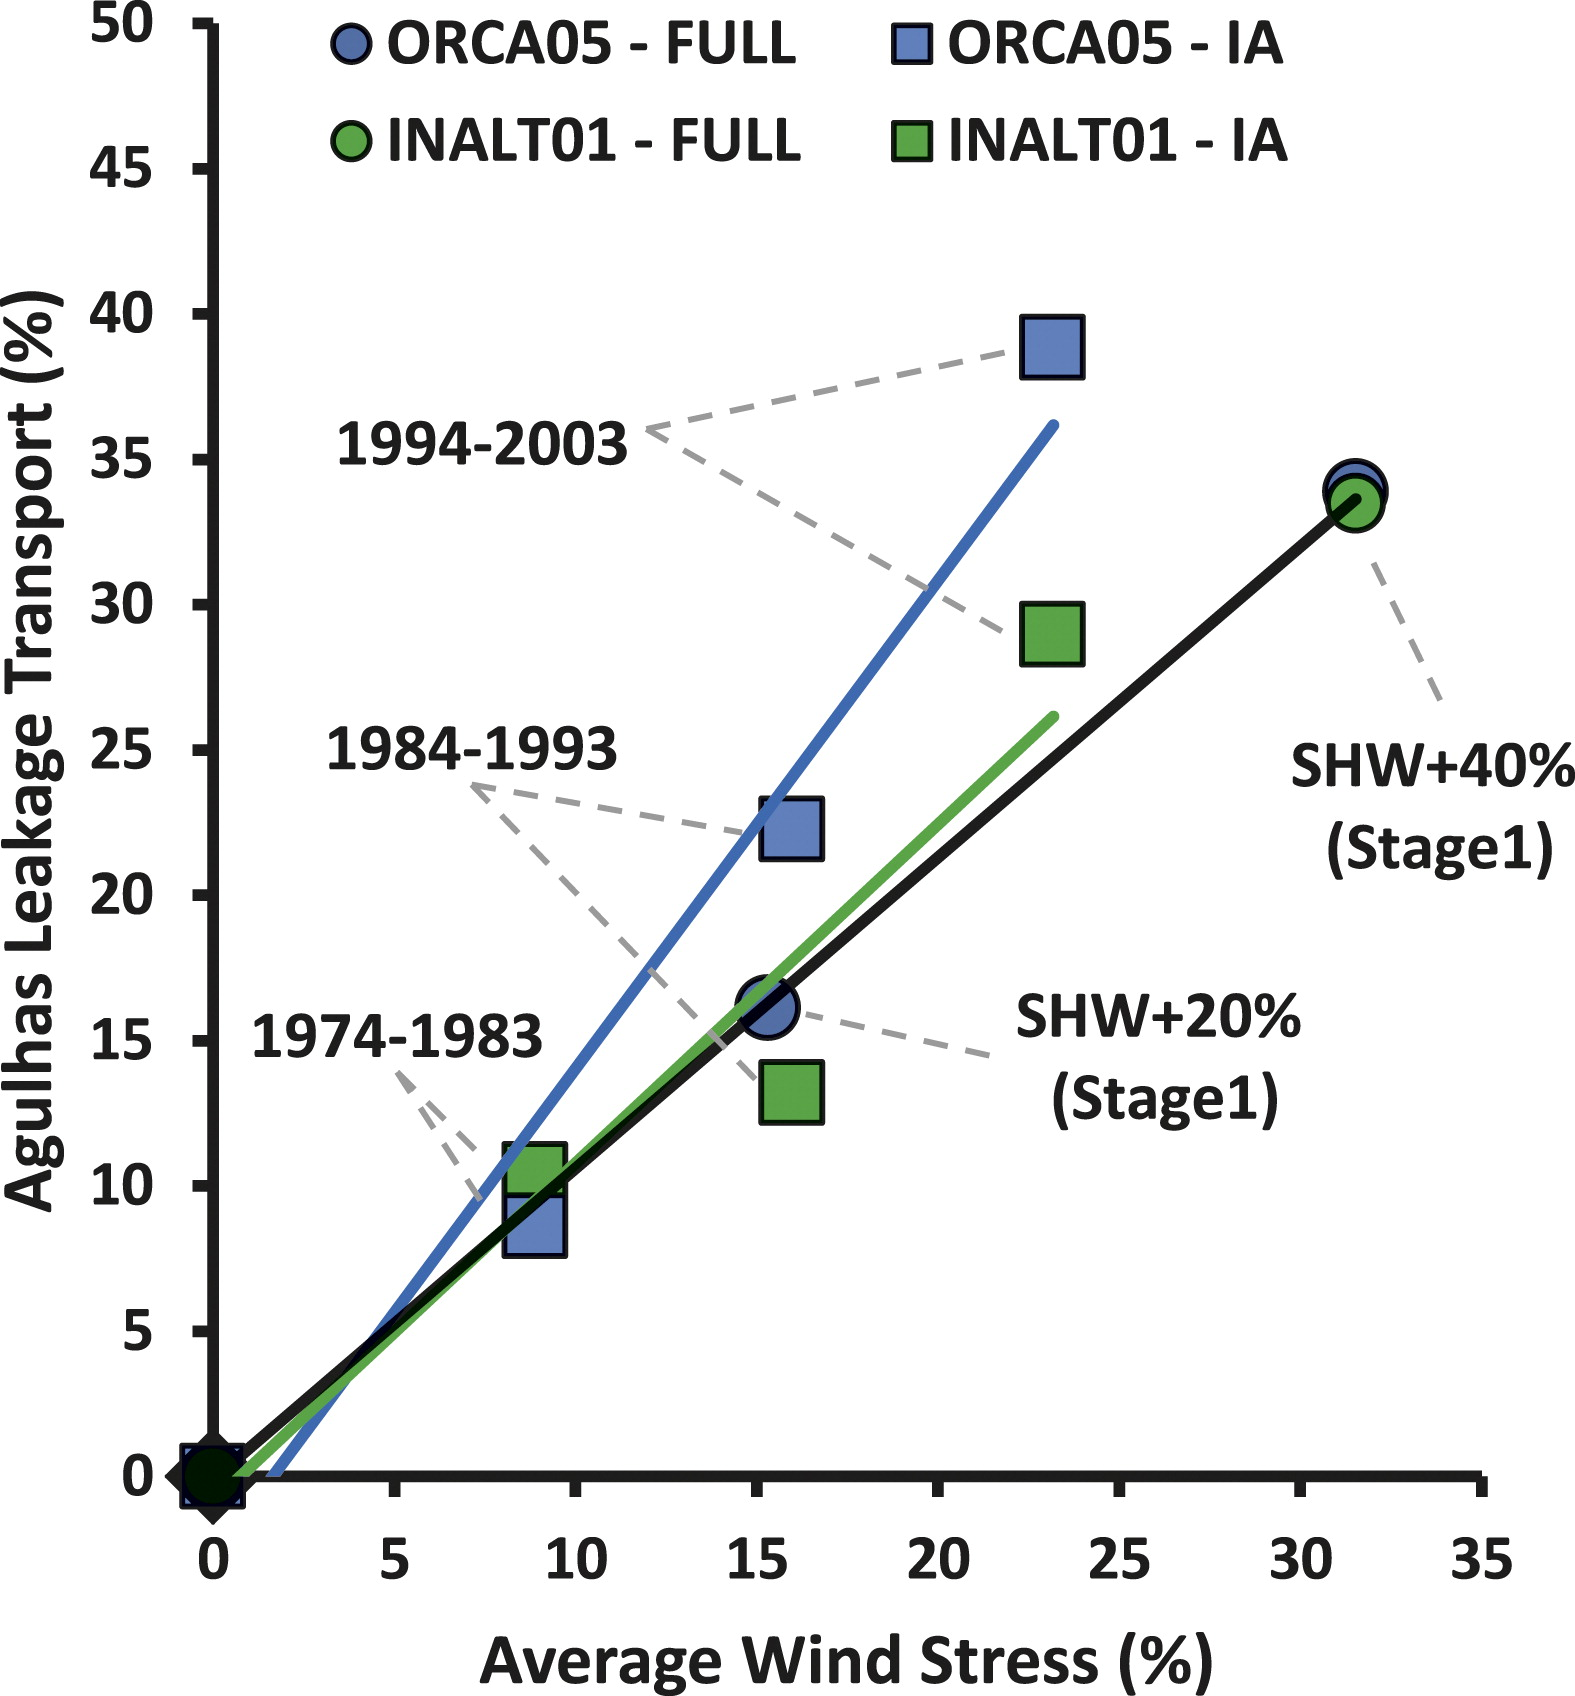 ORCA05 - FULL
ORCA05 - IA
INALT01 - FULL
INALT01 - IA
50
45
40
35
30
25
20
15
10
5
0
Agulhas Leakage Transport (%)
1994-2003
1984-1993
1974-1983
SHW+40%
(Stage1)
SHW+20%
(Stage1)
0
5
10
15
20
25
30
35
Average Wind Stress (%)